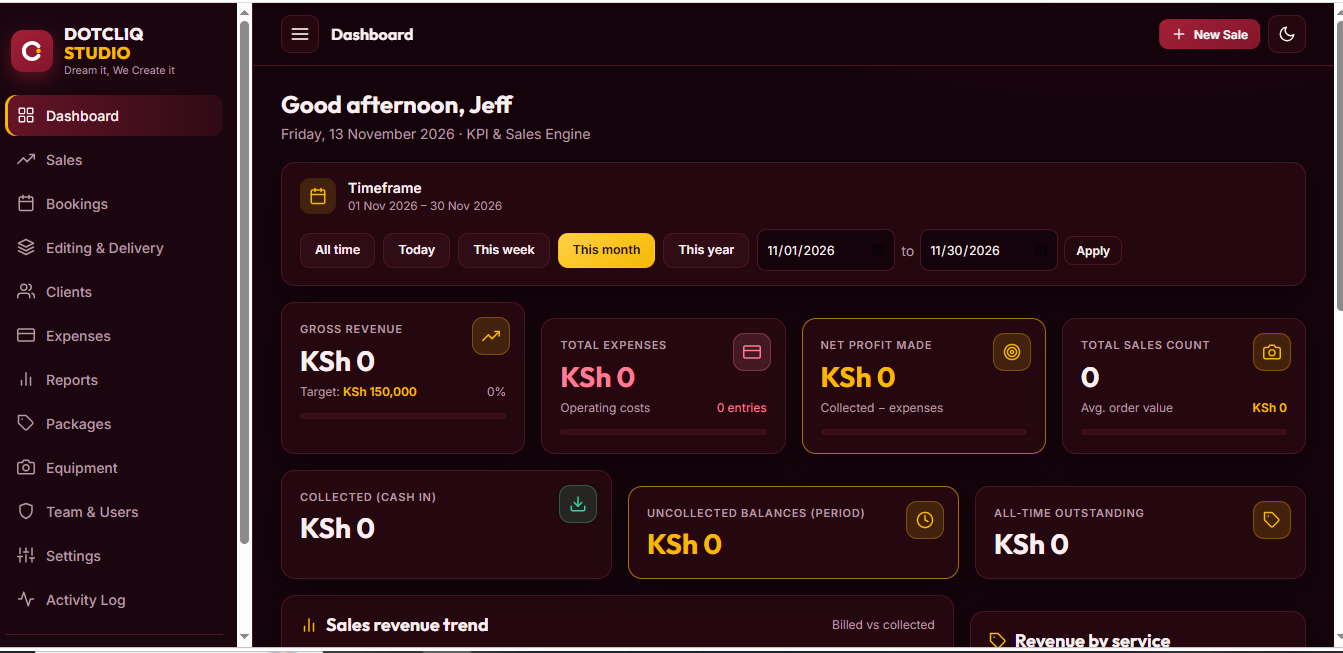 DOTCLIQ
STUDIO
Dream it, We Create it
Dashboard
Sales
Bookings
Editing & Delivery
Clients
Expenses
Reports
Packages
Equipment
Team & Users
Settings
Activity Log
Dashboard
+ New Sale
Good afternoon, Jeff
Friday, 13 November 2026 · KPI & Sales Engine
Timeframe
01 Nov 2026 – 30 Nov 2026
All time Today This week This month This year 11/01/2026 to 11/30/2026 Apply
GROSS REVENUE
KSh 0
Target: KSh 150,000 0%
TOTAL EXPENSES
KSh 0
Operating costs 0 entries
NET PROFIT MADE
KSh 0
Collected – expenses
TOTAL SALES COUNT
0
Avg. order value KSh 0
COLLECTED (CASH IN)
KSh 0
UNCOLLECTED BALANCES (PERIOD)
KSh 0
ALL-TIME OUTSTANDING
KSh 0
Sales revenue trend Billed vs collected
Revenue by service